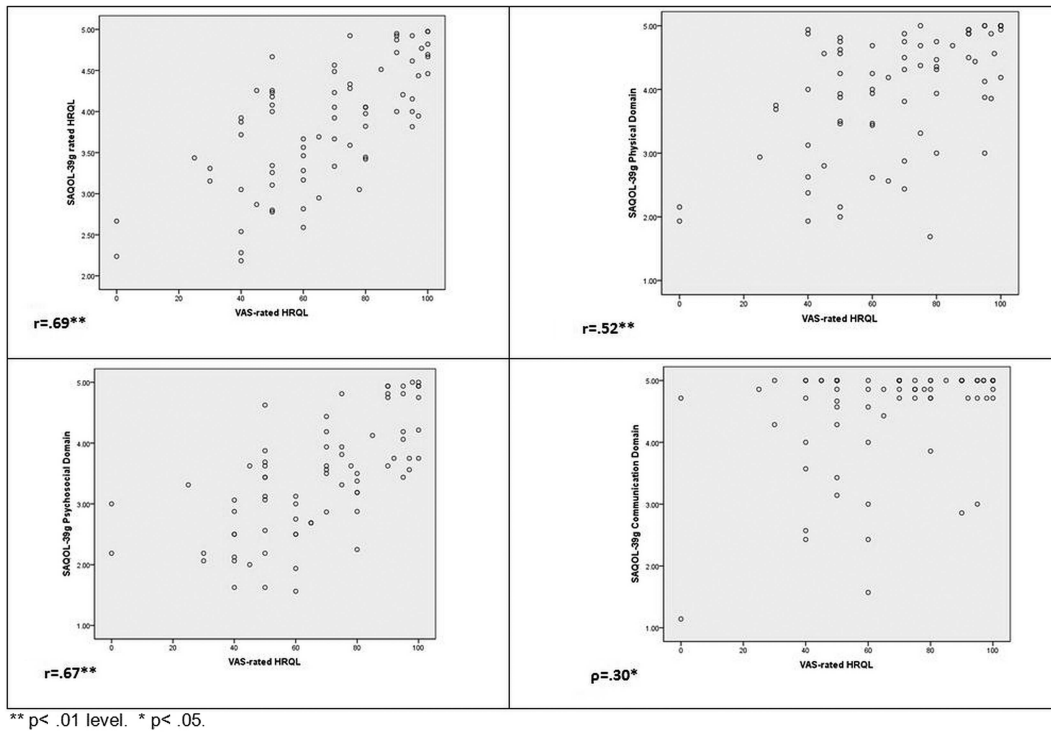 5.00
4.50
4.00
3.50
3.00
2.50
2.00
SAQOL-39g rated HRQL
0 20 40 60 80 100
VAS-rated HRQL
r=.69**
5.00
4.00
3.00
2.00
1.00
SAQOL-39g Physical Domain
0 20 40 60 80 100
VAS-rated HRQL
r=.52**
5.00
4.00
3.00
2.00
1.00
SAQOL-39g Psychosocial Domain
0 20 40 60 80 100
VAS-rated HRQL
r=.67**
5.00
4.00
3.00
2.00
1.00
SAQOL-39g Communication Domain
0 20 40 60 80 100
VAS-rated HRQL
ρ=.30*
** p< .01 level. * p< .05.